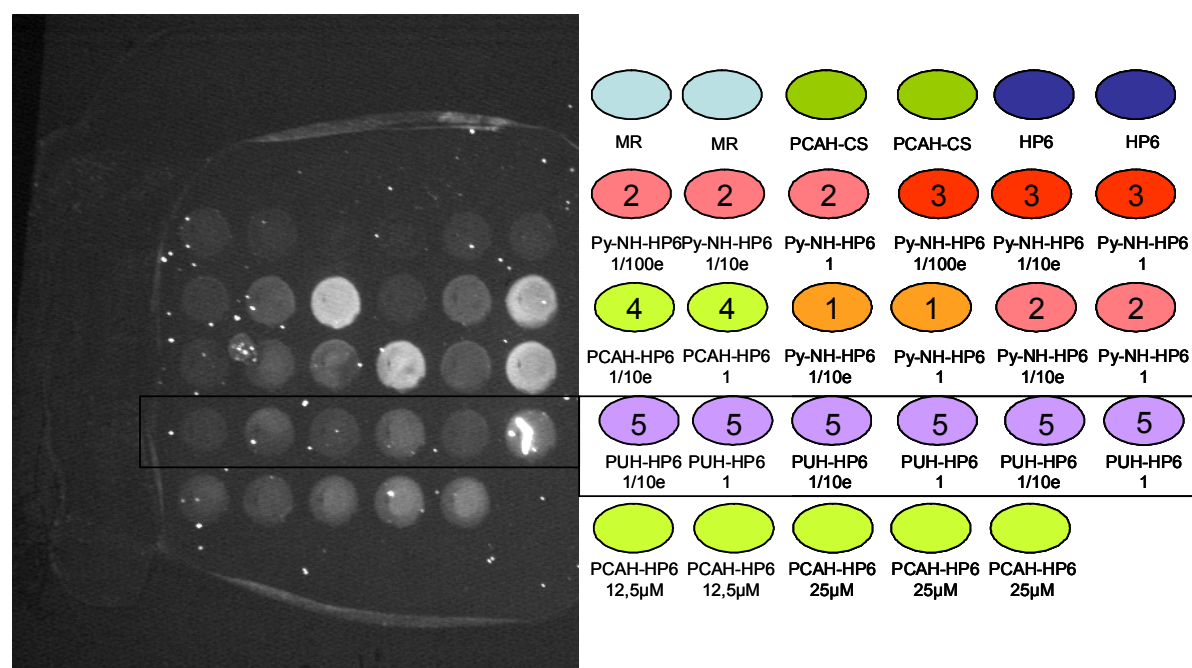 MR MR PCAH-CS PCAH-CS HP6 HP6
2 2 2 3 3 3
Py-NH-HP6 Py-NH-HP6 Py-NH-HP6 Py-NH-HP6 Py-NH-HP6 Py-NH-HP6
1/100e 1/10e 1 1/100e 1/10e 1
4 4 1 1 2 2
PCAH-HP6 PCAH-HP6 Py-NH-HP6 Py-NH-HP6 Py-NH-HP6 Py-NH-HP6
1/10e 1 1/10e 1 1/10e 1
5 5 5 5 5 5
PUH-HP6 PUH-HP6 PUH-HP6 PUH-HP6 PUH-HP6 PUH-HP6
1/10e 1 1/10e 1 1/10e 1
PCAH-HP6 PCAH-HP6 PCAH-HP6 PCAH-HP6 PCAH-HP6
12,5µM 12,5µM 25µM 25µM 25µM